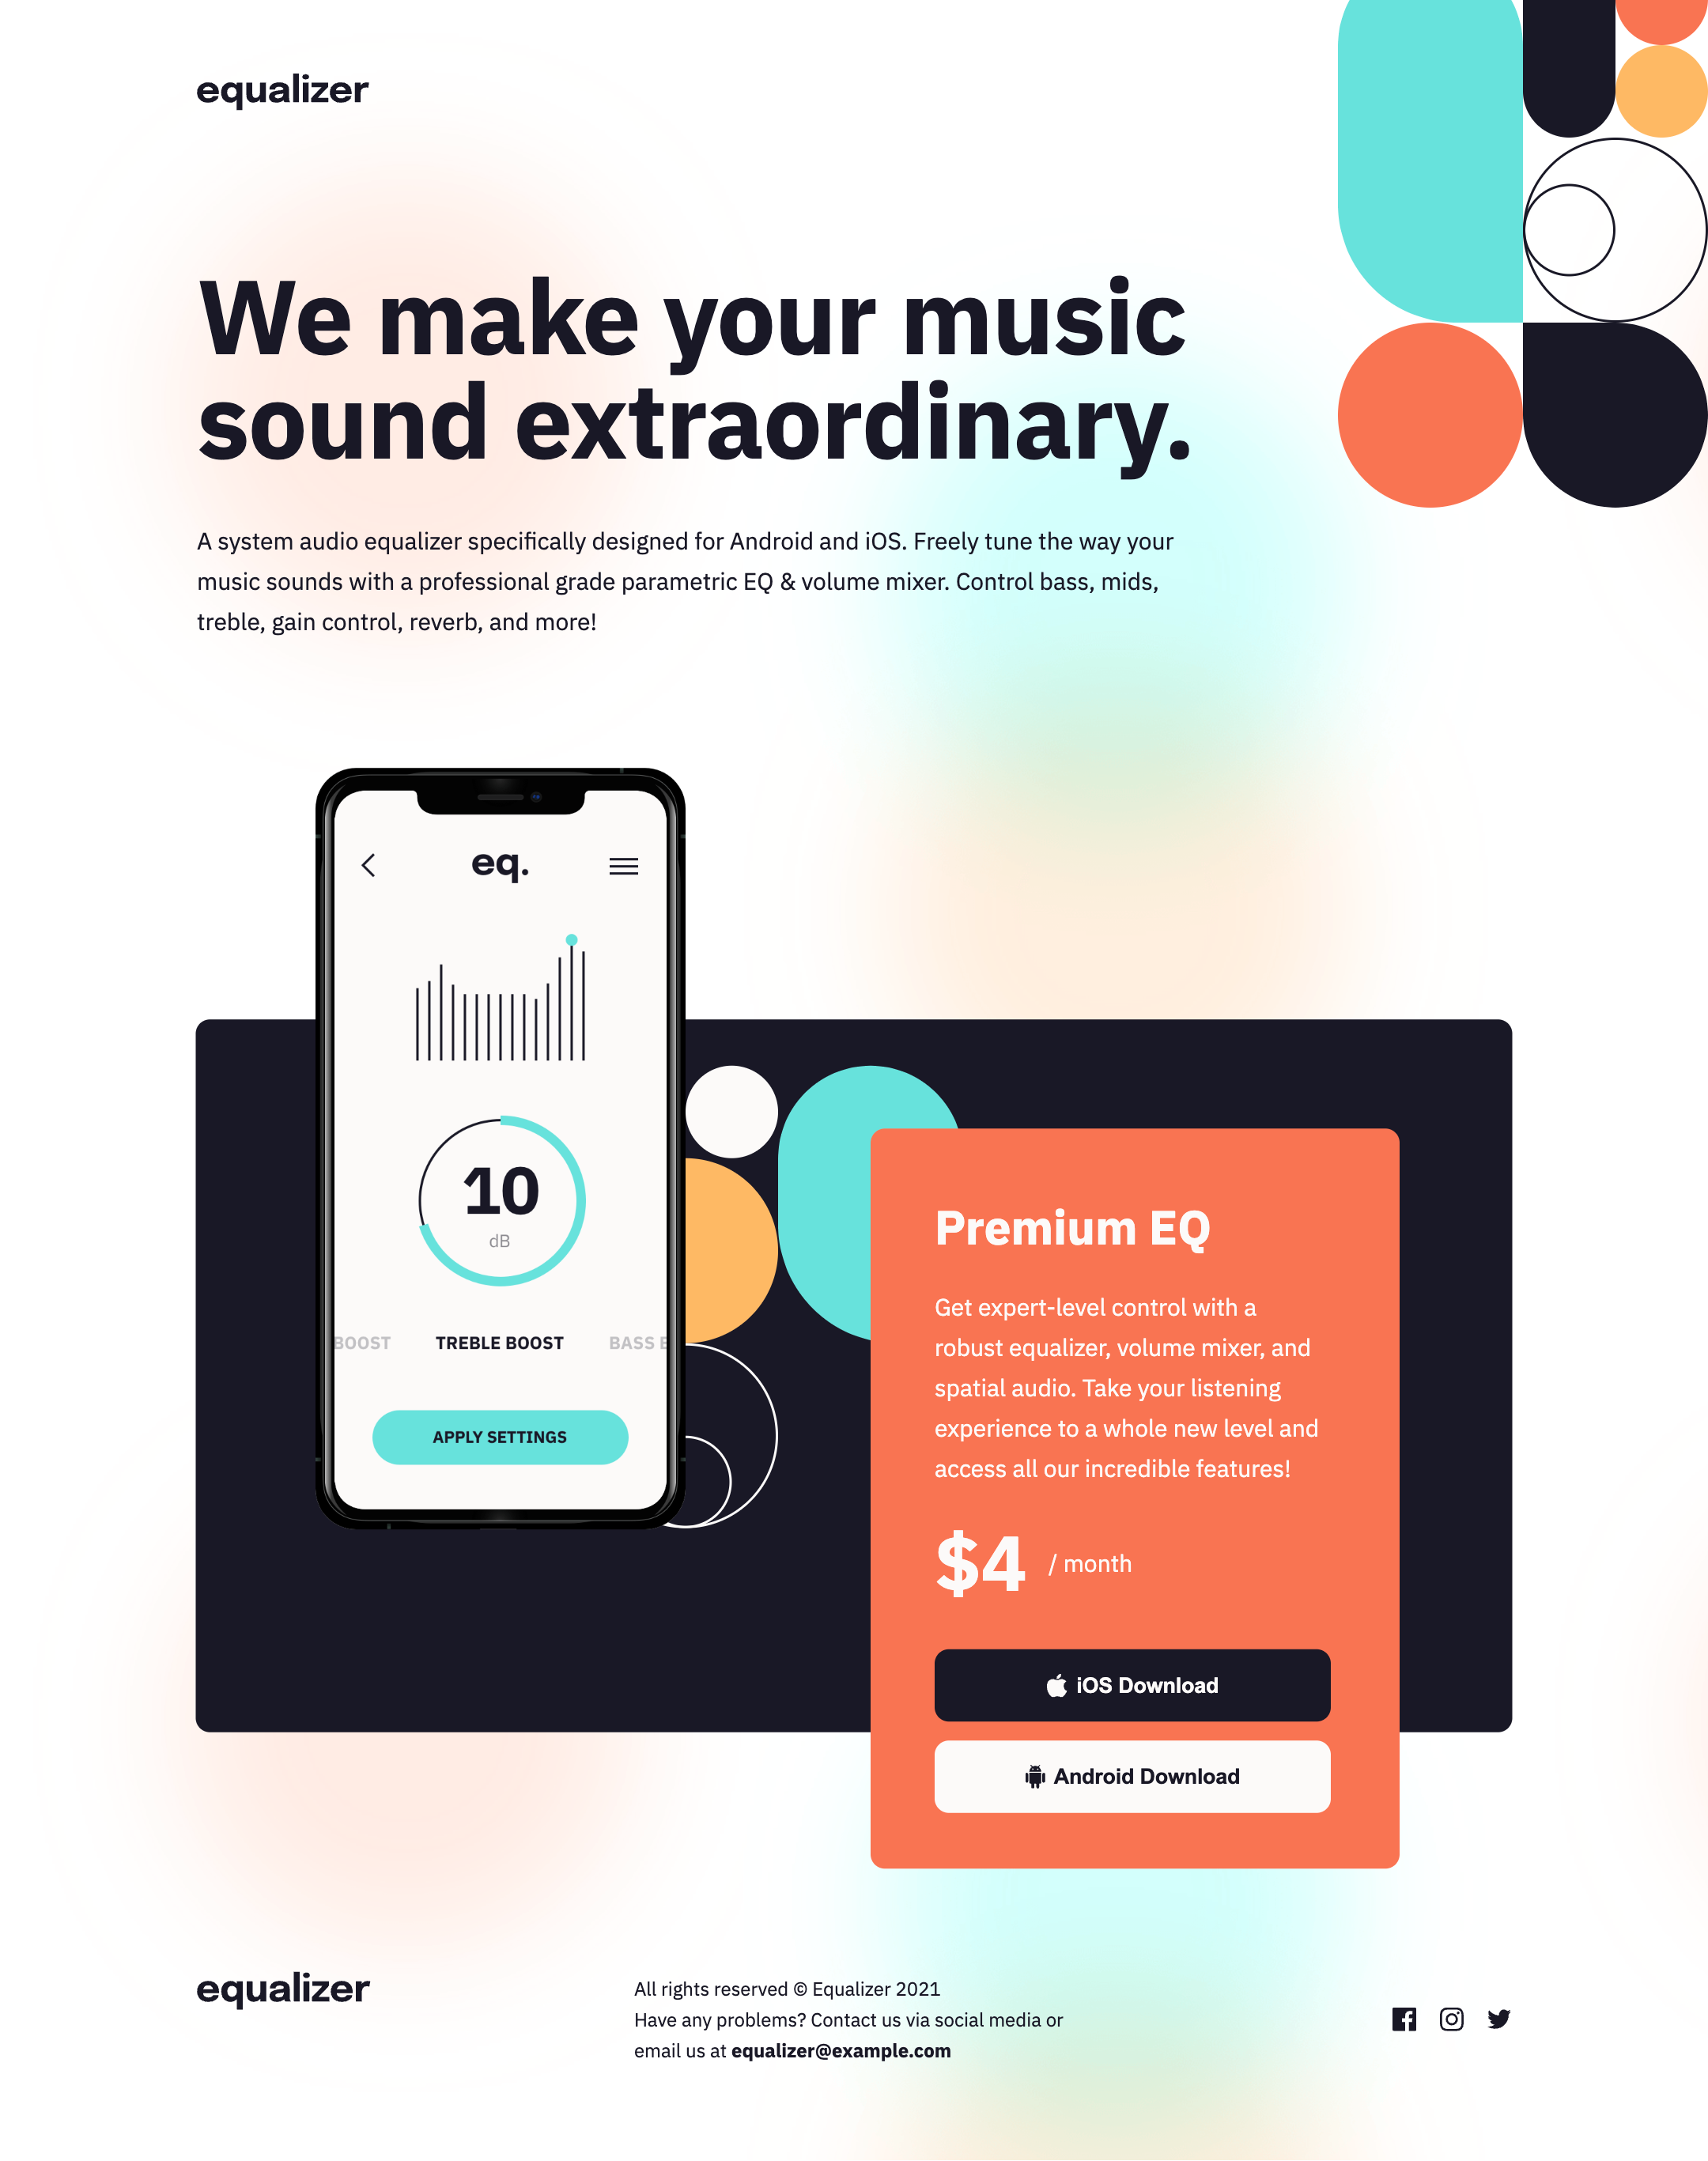 equalizer
We make your music
sound extraordinary.
A system audio equalizer specifically designed for Android and iOS. Freely tune the way your
music sounds with a professional grade parametric EQ & volume mixer. Control bass, mids,
treble, gain control, reverb, and more!
eq.
10
dB
BOOST TREBLE BOOST BASS
APPLY SETTINGS
Premium EQ
Get expert-level control with a
robust equalizer, volume mixer, and
spatial audio. Take your listening
experience to a whole new level and
access all our incredible features!
$4 / month
iOS Download
Android Download
equalizer
All rights reserved © Equalizer 2021
Have any problems? Contact us via social media or
email us at equalizer@example.com